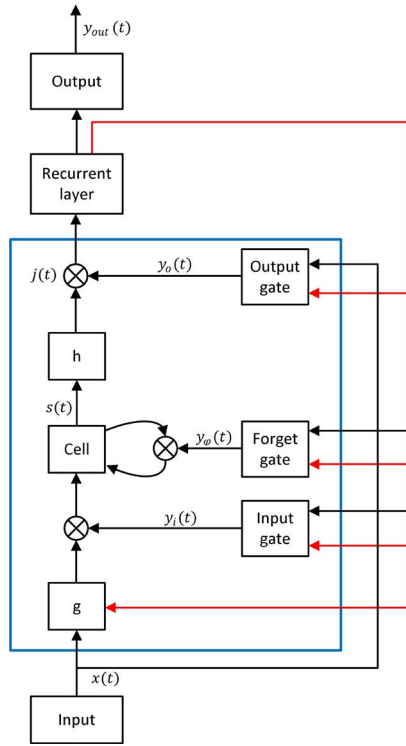 y_out(t)
Output
Recurrent
layer
j(t)
y_o(t)
Output
gate
h
s(t)
Cell
y_φ(t)
Forget
gate
y_i(t)
Input
gate
g
x(t)
Input